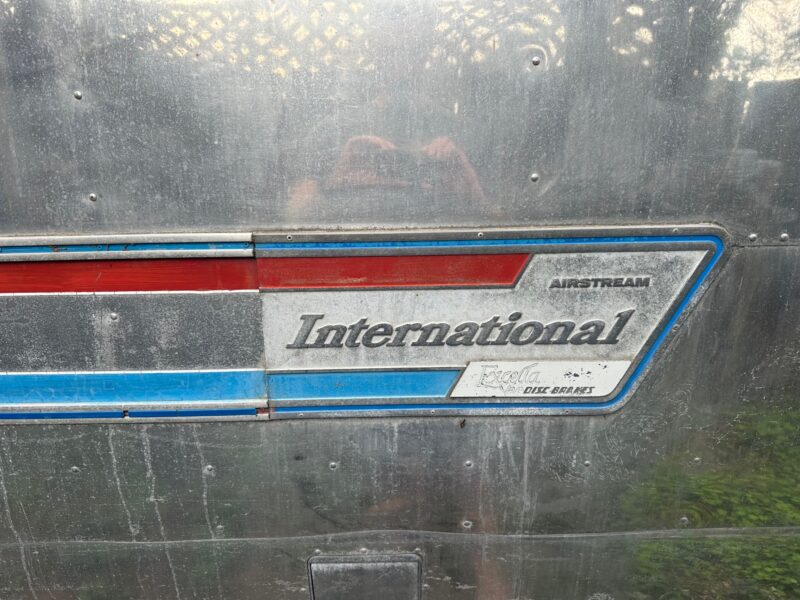 AIRSTREAM
International
Excella
DISC-BRAKES